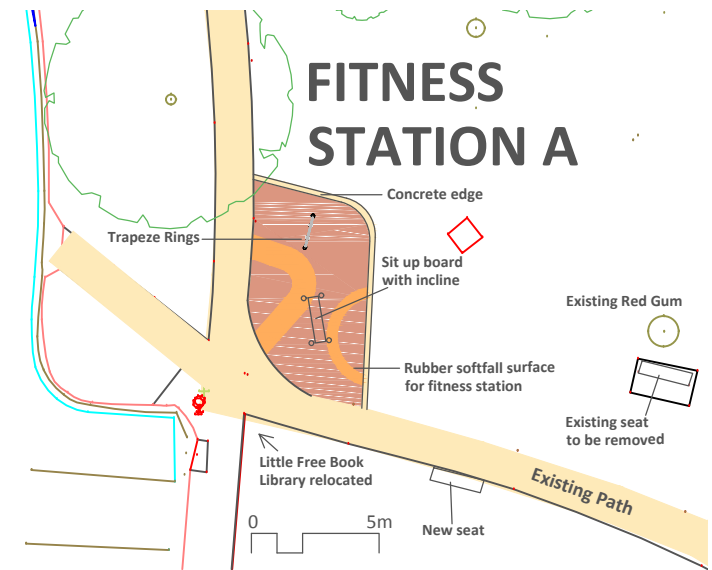 FITNESS
STATION A
Concrete edge
Trapeze Rings
Sit up board
with incline
Existing Red Gum
Rubber softfall surface
for fitness station
Existing seat
to be removed
Little Free Book
Library relocated
Existing Path
New seat
0 5m